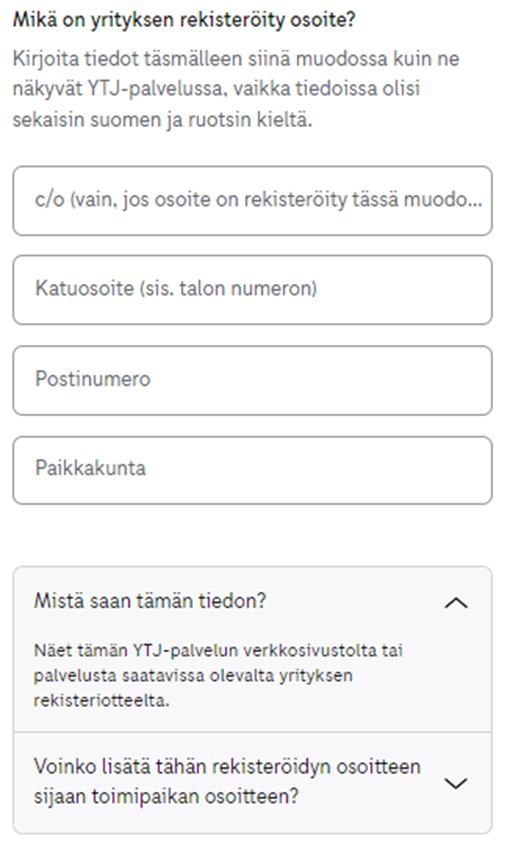 Mikä on yrityksen rekisteröity osoite?
Kirjoita tiedot täsmälleen siinä muodossa kuin ne
näkyvät YTJ-palvelussa, vaikka tiedoissa olisi
sekaisin suomen ja ruotsin kieltä.
c/o (vain, jos osoite on rekisteröity tässä muodo...
Katuosoite (sis. talon numeron)
Postinumero
Paikkakunta
Mistä saan tämän tiedon?
Näet tämän YTJ-palvelun verkkosivustolta tai
palvelusta saatavissa olevalta yrityksen
rekisteriotteelta.
Voinko lisätä tähän rekisteröidyn osoitteen
sijaan toimipaikan osoitteen?